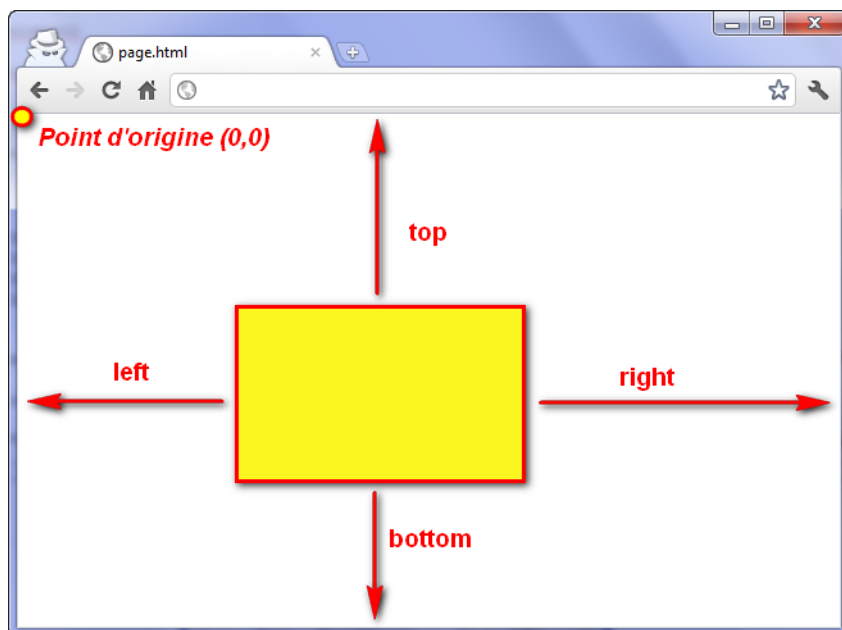 page.html
Point d'origine (0,0)
top
left
right
bottom